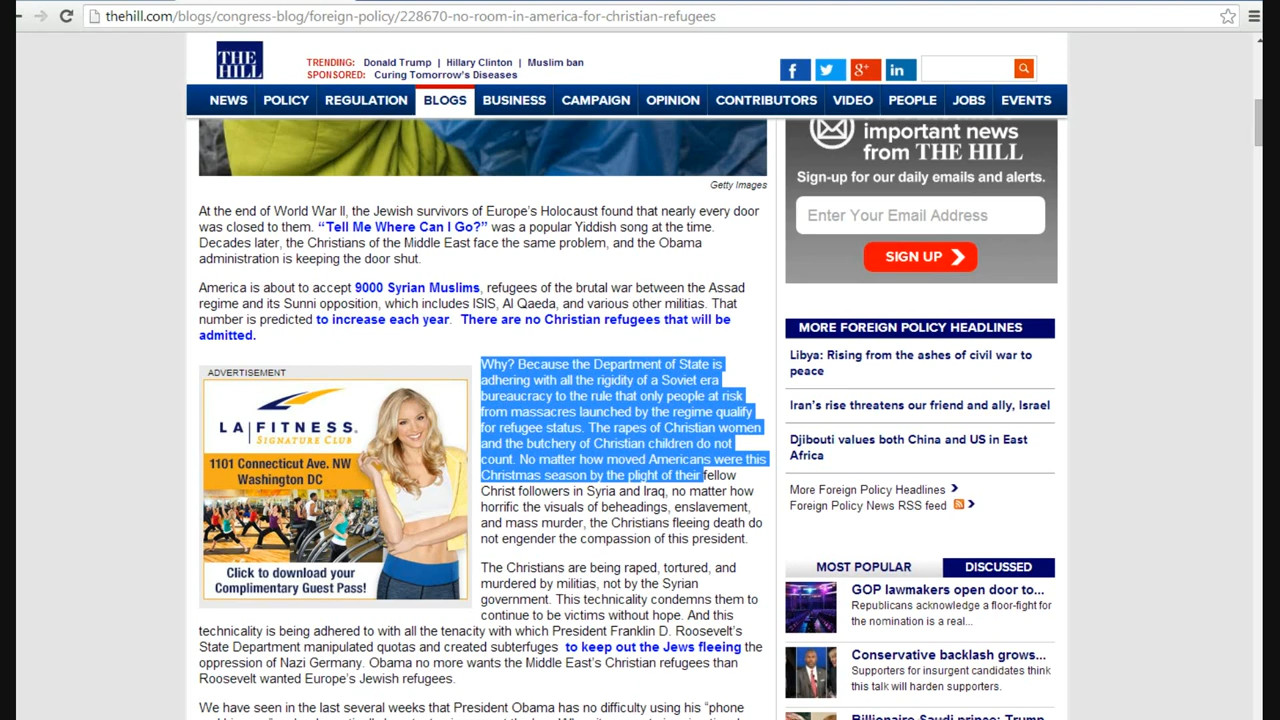 thehill.com/blogs/congress-blog/foreign-policy/228670-no-room-in-america-for-christian-refugees
THE HILL
TRENDING: Donald Trump | Hillary Clinton | Muslim ban
SPONSORED: Curing Tomorrow's Diseases
NEWS POLICY REGULATION BLOGS BUSINESS CAMPAIGN OPINION CONTRIBUTORS VIDEO PEOPLE JOBS EVENTS
Getty Images
At the end of World War II, the Jewish survivors of Europe's Holocaust found that nearly every door
was closed to them. "Tell Me Where Can I Go?" was a popular Yiddish song at the time.
Decades later, the Christians of the Middle East face the same problem, and the Obama
administration is keeping the door shut.
America is about to accept 9000 Syrian Muslims, refugees of the brutal war between the Assad
regime and its Sunni opposition, which includes ISIS, Al Qaeda, and various other militias. That
number is predicted to increase each year. There are no Christian refugees that will be
admitted.
ADVERTISEMENT
LA FITNESS.
SIGNATURE CLUB
1101 Connecticut Ave. NW
Washington DC
Click to download your
Complimentary Guest Pass!
Why? Because the Department of State is
adhering with all the rigidity of a Soviet era
bureaucracy to the rule that only people at risk
from massacres launched by the regime qualify
for refugee status. The rapes of Christian women
and the butchery of Christian children do not
count. No matter how moved Americans were this
Christmas season by the plight of their fellow
Christ followers in Syria and Iraq, no matter how
horrific the visuals of beheadings, enslavement,
and mass murder, the Christians fleeing death do
not engender the compassion of this president.
The Christians are being raped, tortured, and
murdered by militias, not by the Syrian
government. This technicality condemns them to
continue to be victims without hope. And this
technicality is being adhered to with all the tenacity with which President Franklin D. Roosevelt's
State Department manipulated quotas and created subterfuges to keep out the Jews fleeing the
oppression of Nazi Germany. Obama no more wants the Middle East's Christian refugees than
Roosevelt wanted Europe's Jewish refugees.
We have seen in the last several weeks that President Obama has no difficulty using his "phone
important news
from THE HILL
Sign-up for our daily emails and alerts.
Enter Your Email Address
SIGN UP
MORE FOREIGN POLICY HEADLINES
Libya: Rising from the ashes of civil war to
peace
Iran's rise threatens our friend and ally, Israel
Djibouti values both China and US in East
Africa
More Foreign Policy Headlines
Foreign Policy News RSS feed
MOST POPULAR DISCUSSED
GOP lawmakers open door to...
Republicans acknowledge a floor-fight for
the nomination is a real...
Conservative backlash grows...
Supporters for insurgent candidates think
this talk will harden supporters.
Billionaire Saudi prince: Trump